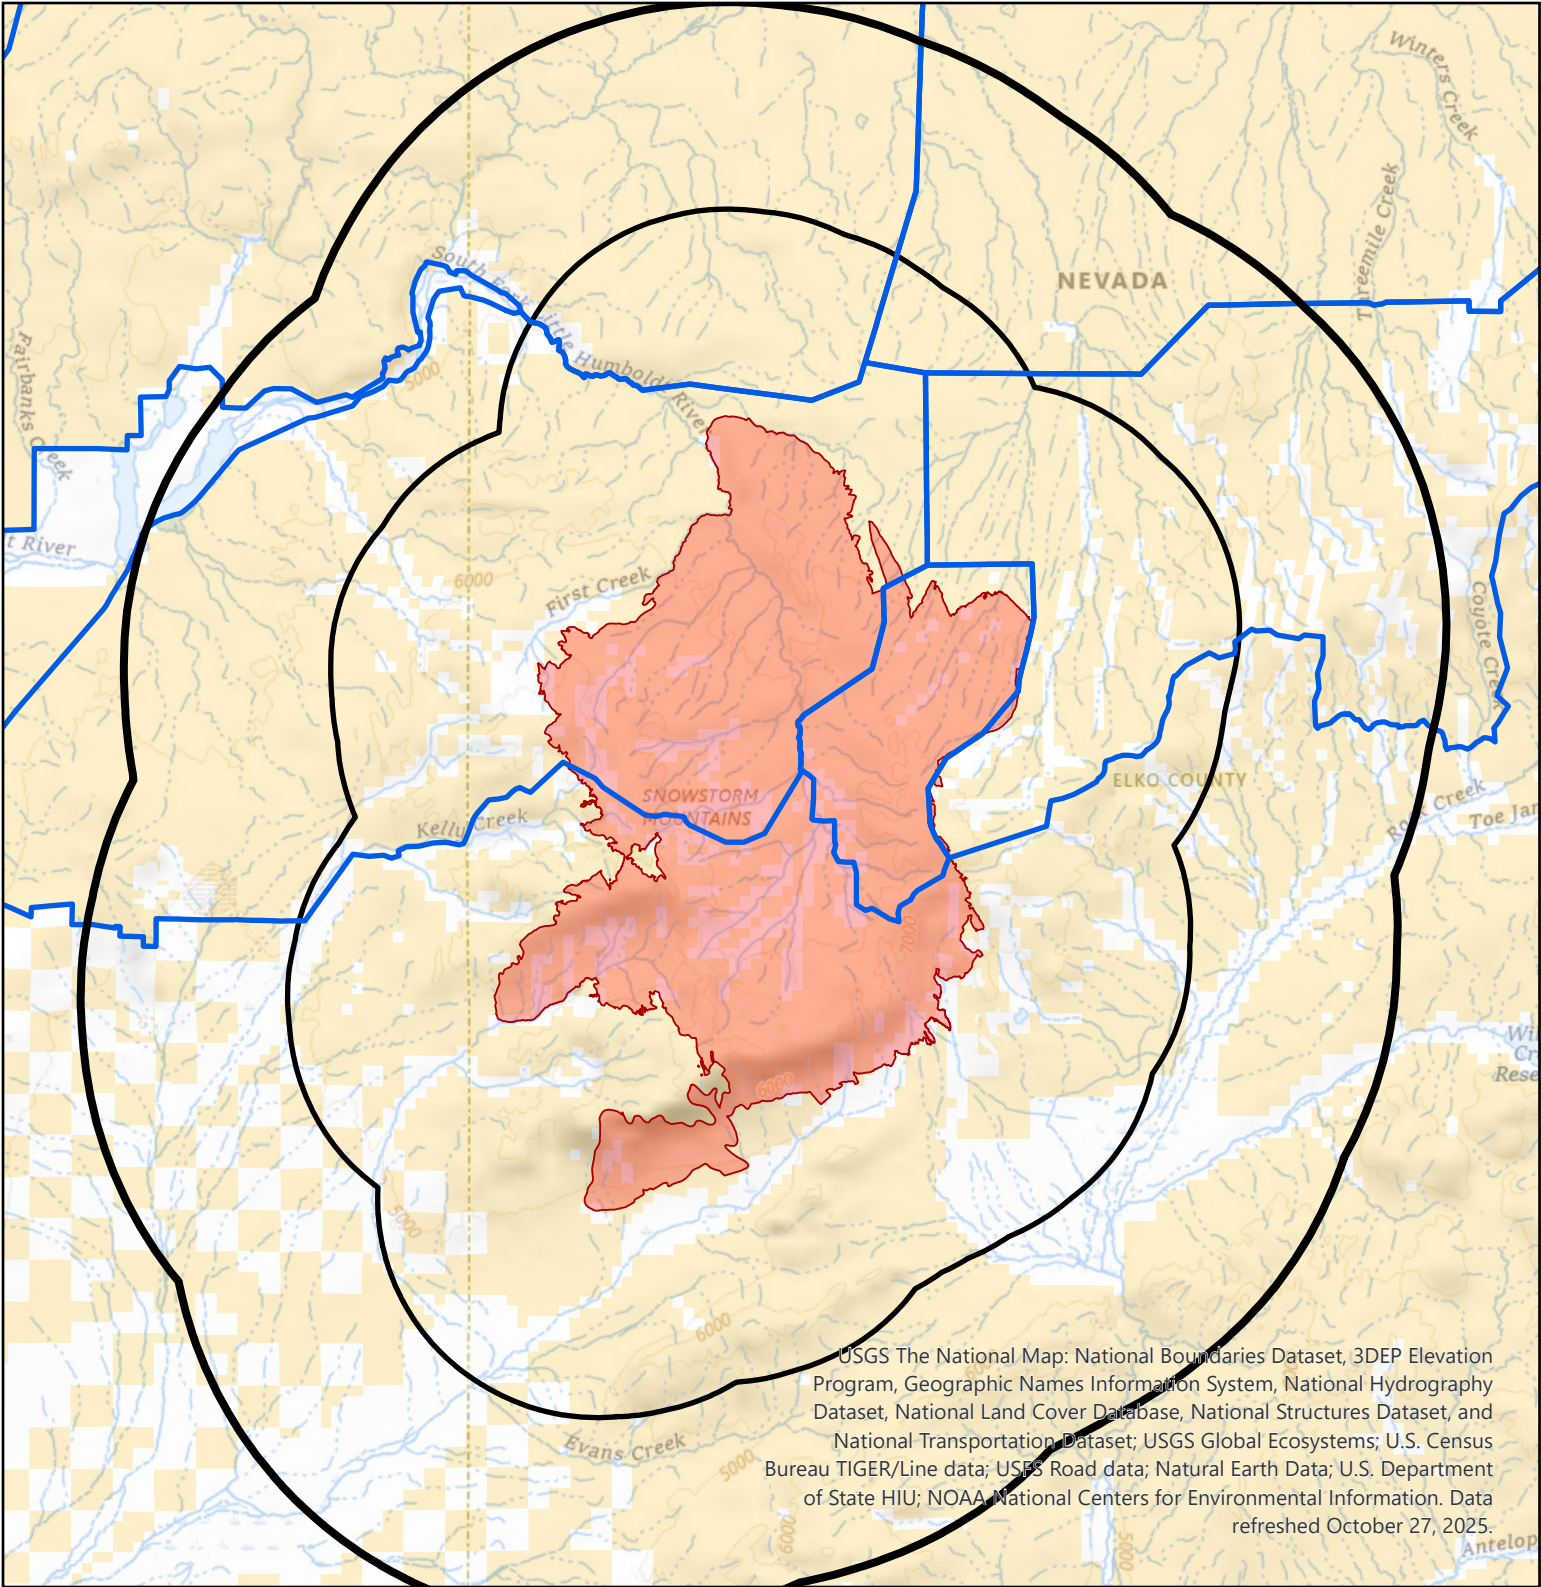 Winters Creek
Threemile Creek
NEVADA
South Fork Little Humboldt River
Fairbanks Creek
5000
t River
6000
First Creek
Coyote Creek
ELKO COUNTY
SNOWSTORM
MOUNTAINS
Kelly Creek
Rock Creek
Toe Jar
7000
Wil
Cr
Rese
6000
5000
6000
USGS The National Map: National Boundaries Dataset, 3DEP Elevation
Program, Geographic Names Information System, National Hydrography
Dataset, National Land Cover Database, National Structures Dataset, and
National Transportation Dataset; USGS Global Ecosystems; U.S. Census
Bureau TIGER/Line data; USFS Road data; Natural Earth Data; U.S. Department
of State HIU; NOAA National Centers for Environmental Information. Data
refreshed October 27, 2025.
Evans Creek
5000
6000
5000
Antelop